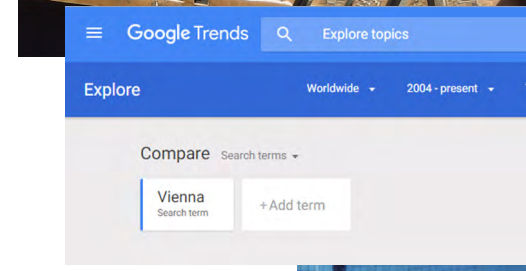 Google Trends Explore topics
Explore Worldwide 2004 - present
Compare Search terms
Vienna
Search term
+Add term